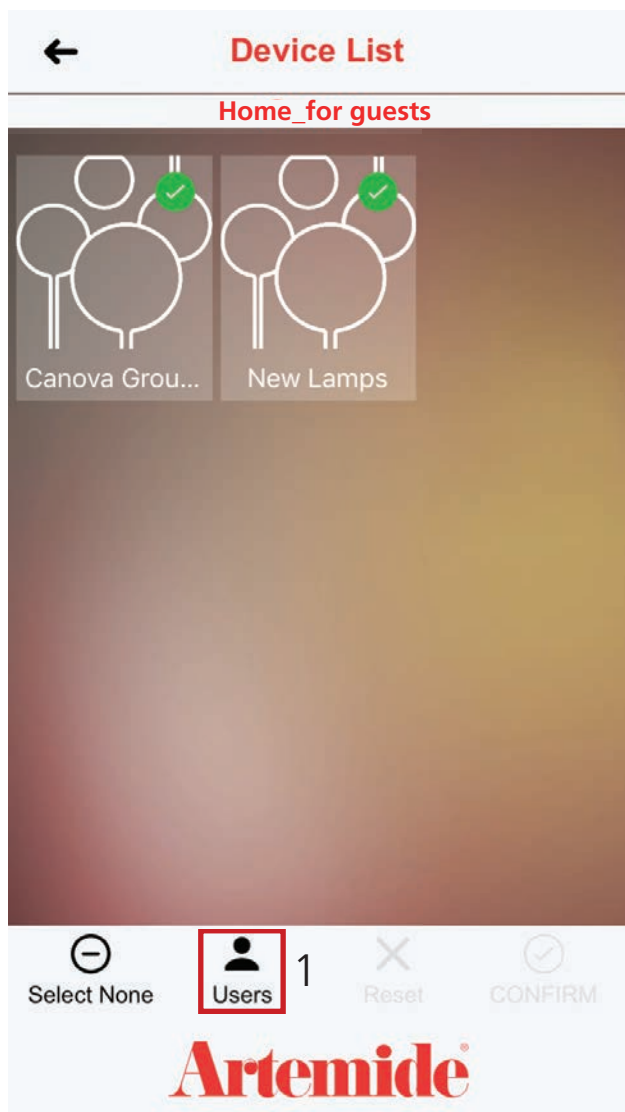 Device List
Home_for guests
Canova Grou...
New Lamps
Select None
Users
1
Reset
CONFIRM
Artemide®